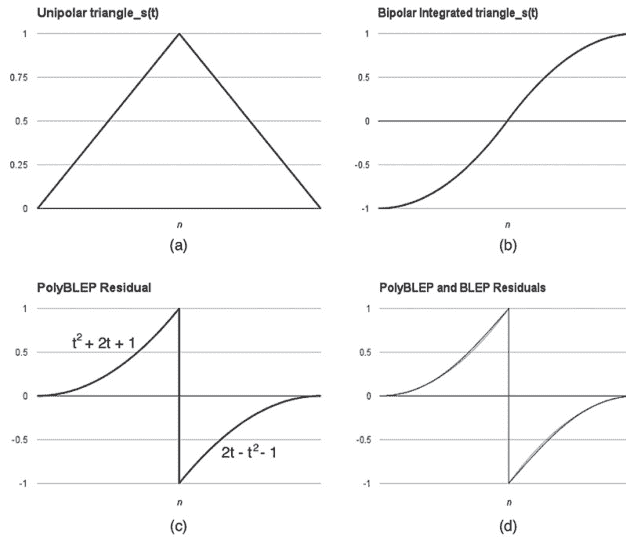 Unipolar triangle_s(t)
1
0.75
0.5
0.25
0
n
(a)
Bipolar Integrated triangle_s(t)
1
0.5
0
-0.5
-1
n
(b)
PolyBLEP Residual
1
0.5
0
-0.5
-1
t² + 2t + 1
2t - t² - 1
n
(c)
PolyBLEP and BLEP Residuals
1
0.5
0
-0.5
-1
n
(d)